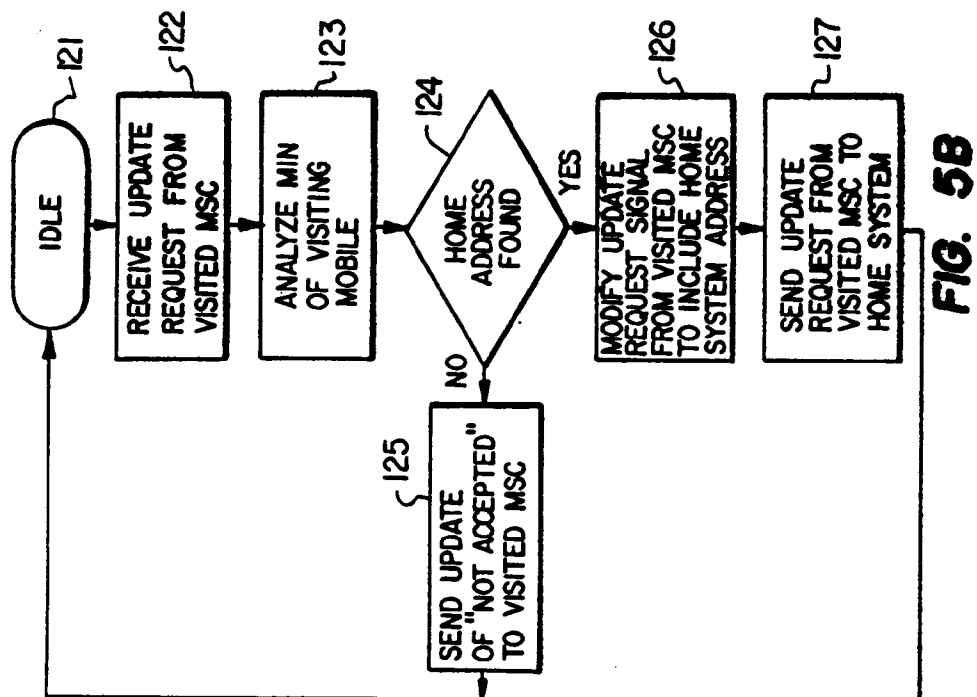 IDLE
121
RECEIVE UPDATE
REQUEST FROM
VISITED MSC
122
ANALYZE MIN
OF VISITING
MOBILE
123
HOME
ADDRESS
FOUND
124
NO
YES
SEND UPDATE
OF "NOT ACCEPTED"
TO VISITED MSC
125
MODIFY UPDATE
REQUEST SIGNAL
FROM VISITED MSC
TO INCLUDE HOME
SYSTEM ADDRESS
126
SEND UPDATE
REQUEST FROM
VISITED MSC TO
HOME SYSTEM
127
FIG. 5B